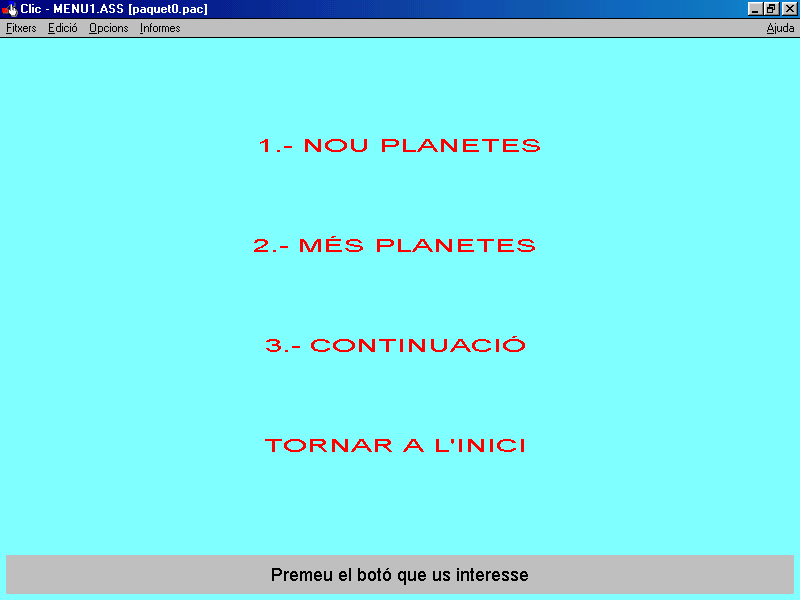 Clic - MENU1.ASS [paquet0.pac]
Fitxers Edició Opcions Informes Ajuda
1.- NOU PLANETES
2.- MÉS PLANETES
3.- CONTINUACIÓ
TORNAR A L'INICI
Premeu el botó que us interesse